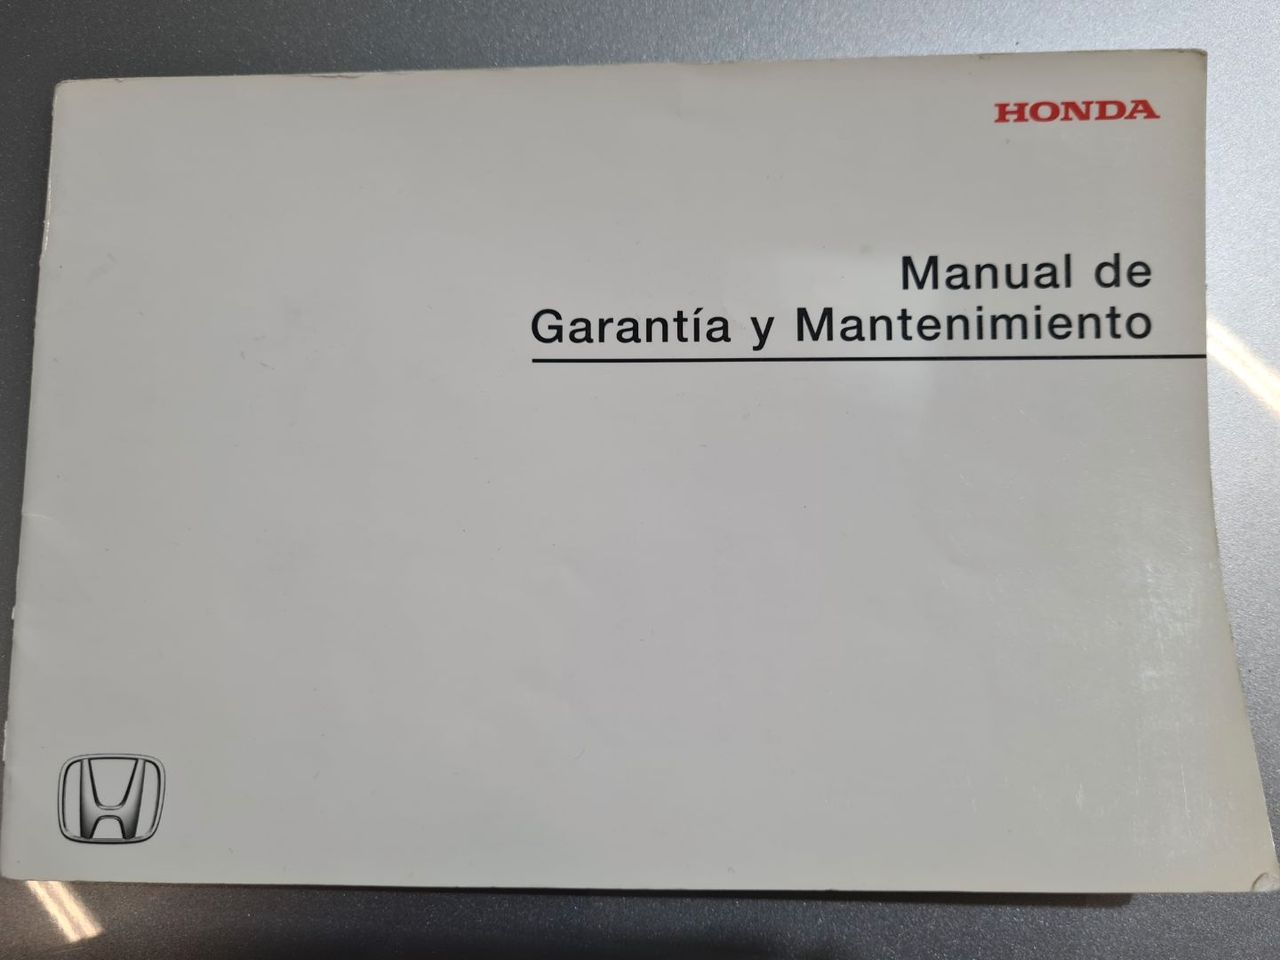 HONDA
Manual de
Garantía y Mantenimiento